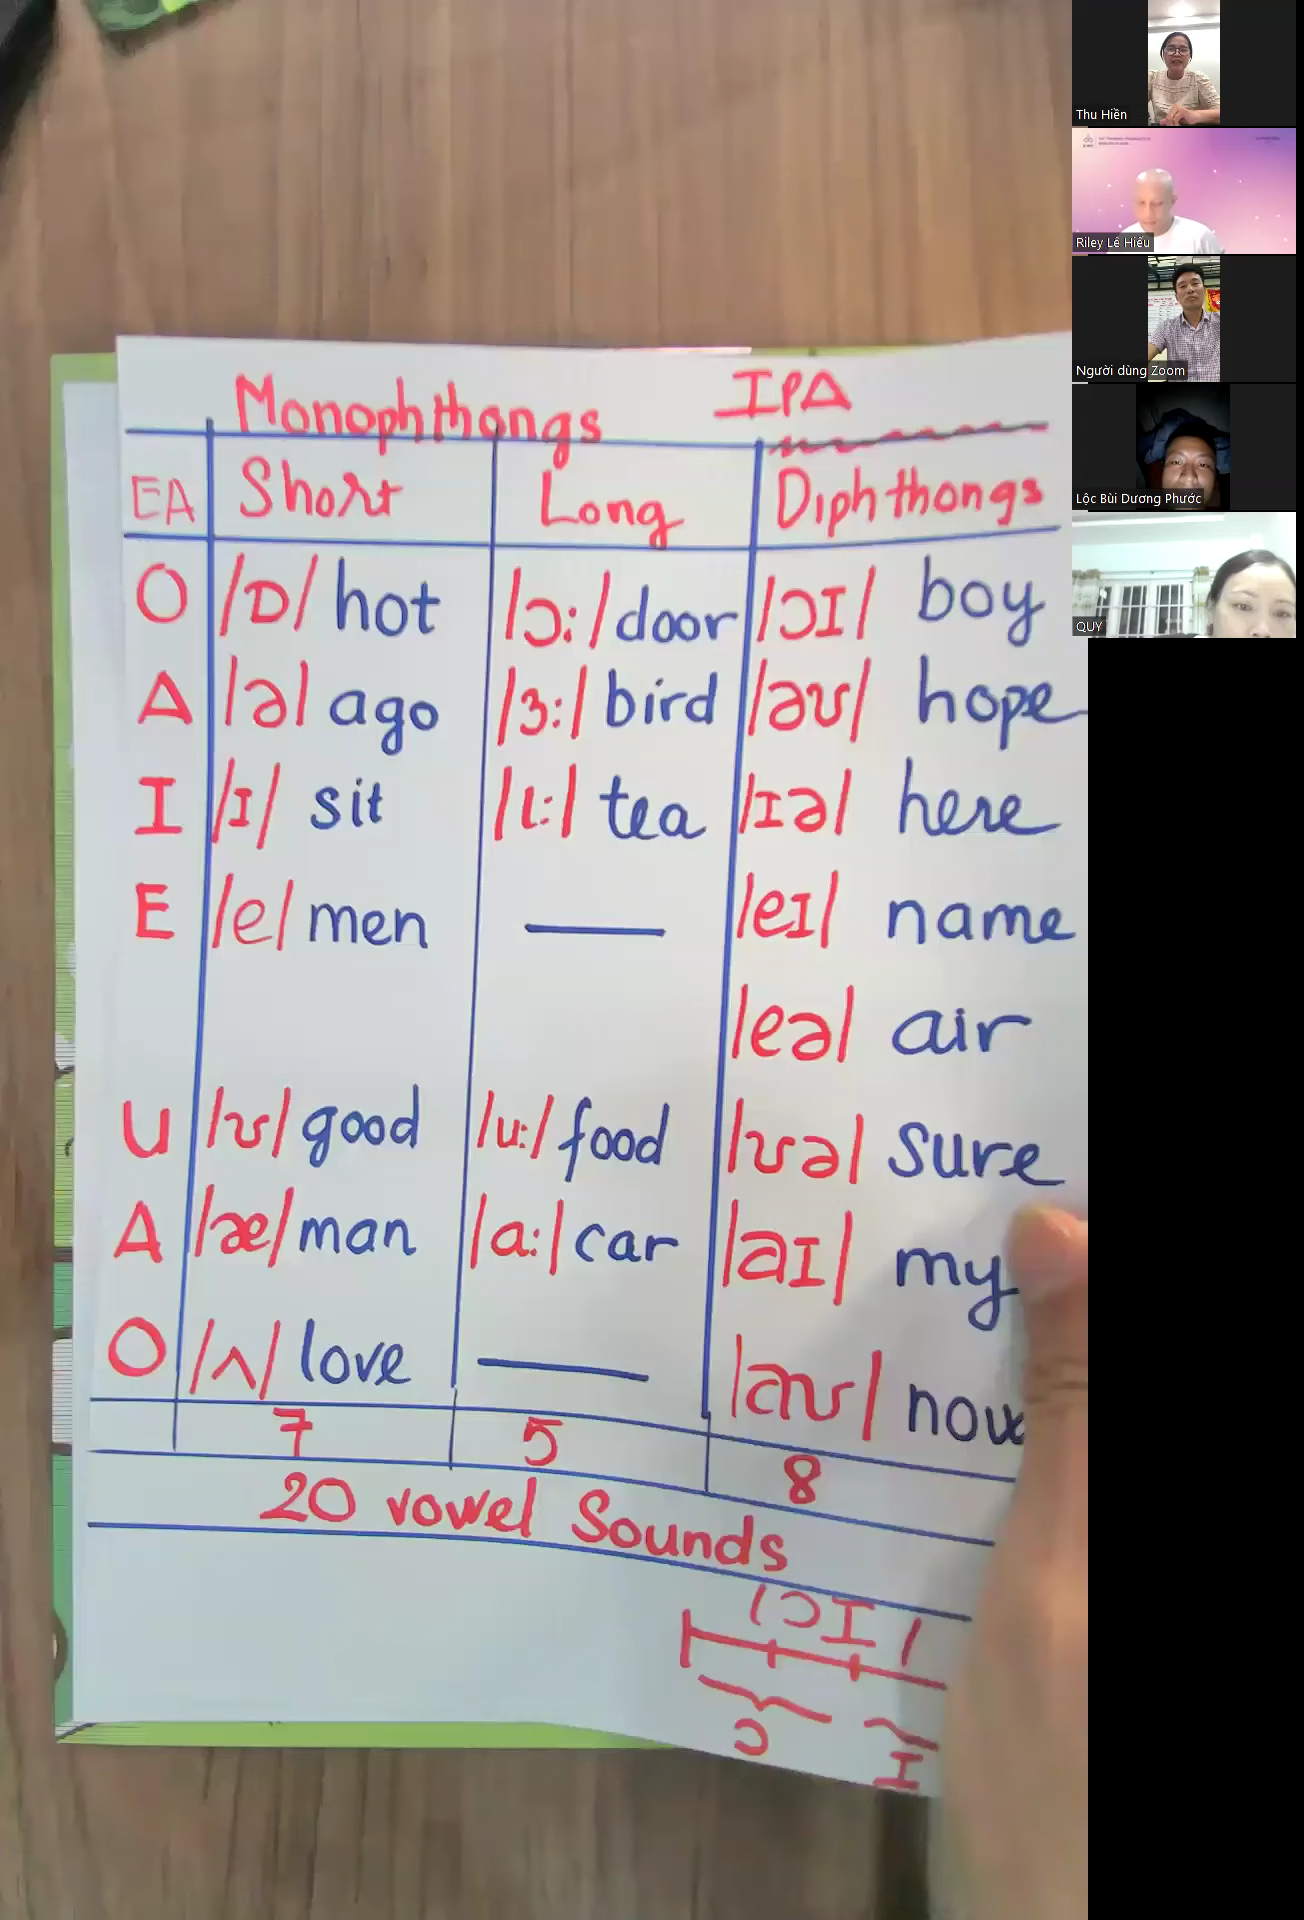 Monophthongs IPA
EA Short Long Diphthongs
O /ɒ/ hot /ɔ:/ door /ɔɪ/ boy
A /ə/ ago /ɜ:/ bird /əʊ/ hope
I /ɪ/ sit /i:/ tea /ɪə/ here
E /e/ men — /eɪ/ name
/eə/ air
U /ʊ/ good /u:/ food /ʊə/ sure
A /æ/ man /a:/ car /aɪ/ my
O /ʌ/ love — /aʊ/ now
7 5 8
20 vowel Sounds
/ɔɪ/
ɔ I
Thu Hiền
Riley Lê Hiếu
Người dùng Zoom
Lộc Bùi Dương Phước
QUY